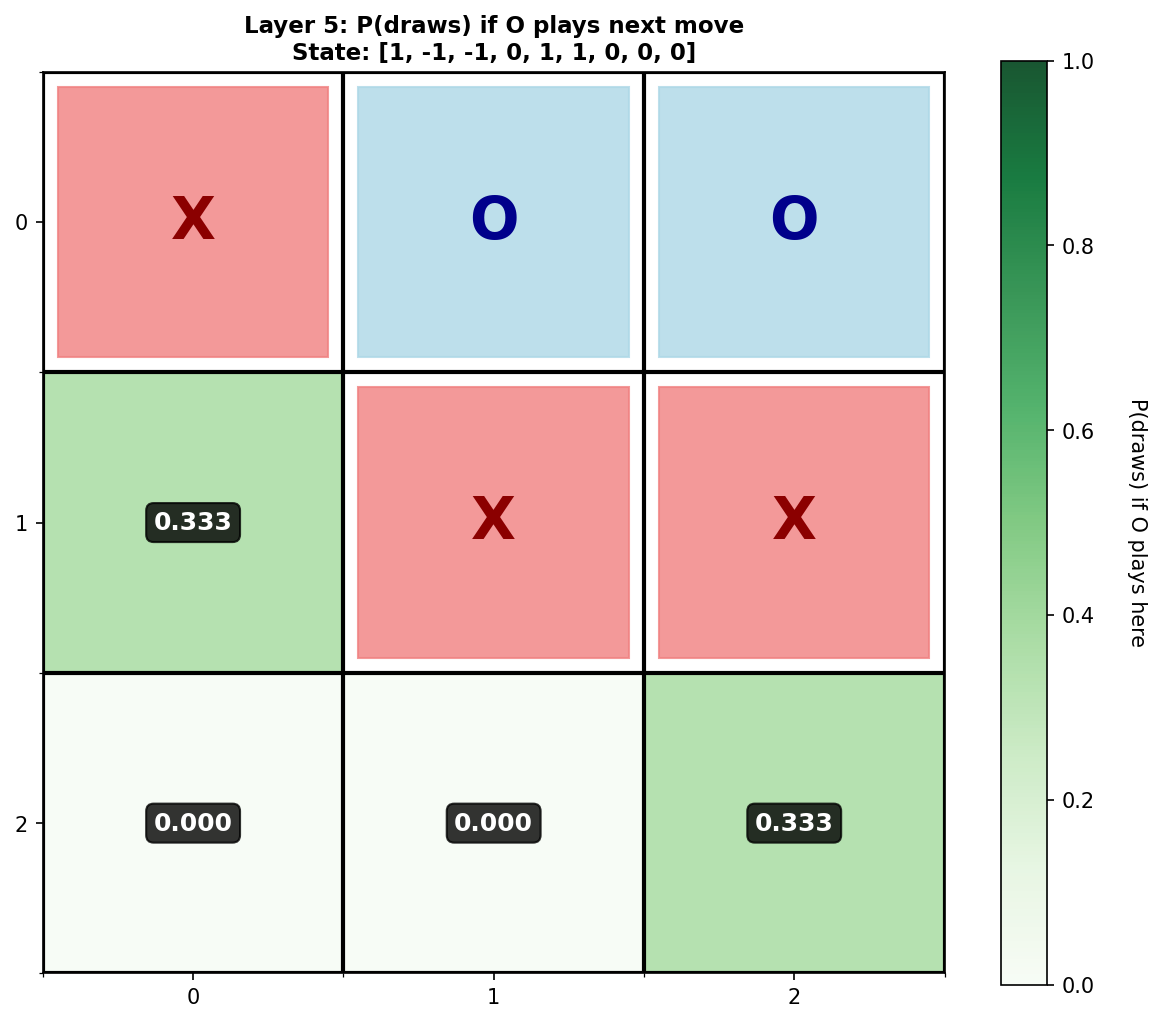 Layer 5: P(draws) if O plays next move
State: [1, -1, -1, 0, 1, 1, 0, 0, 0]
X
O
O
0.333
X
X
0.000
0.000
0.333
0
1
2
0
1
2
1.0
0.8
0.6
0.4
0.2
0.0
P(draws) if O plays here